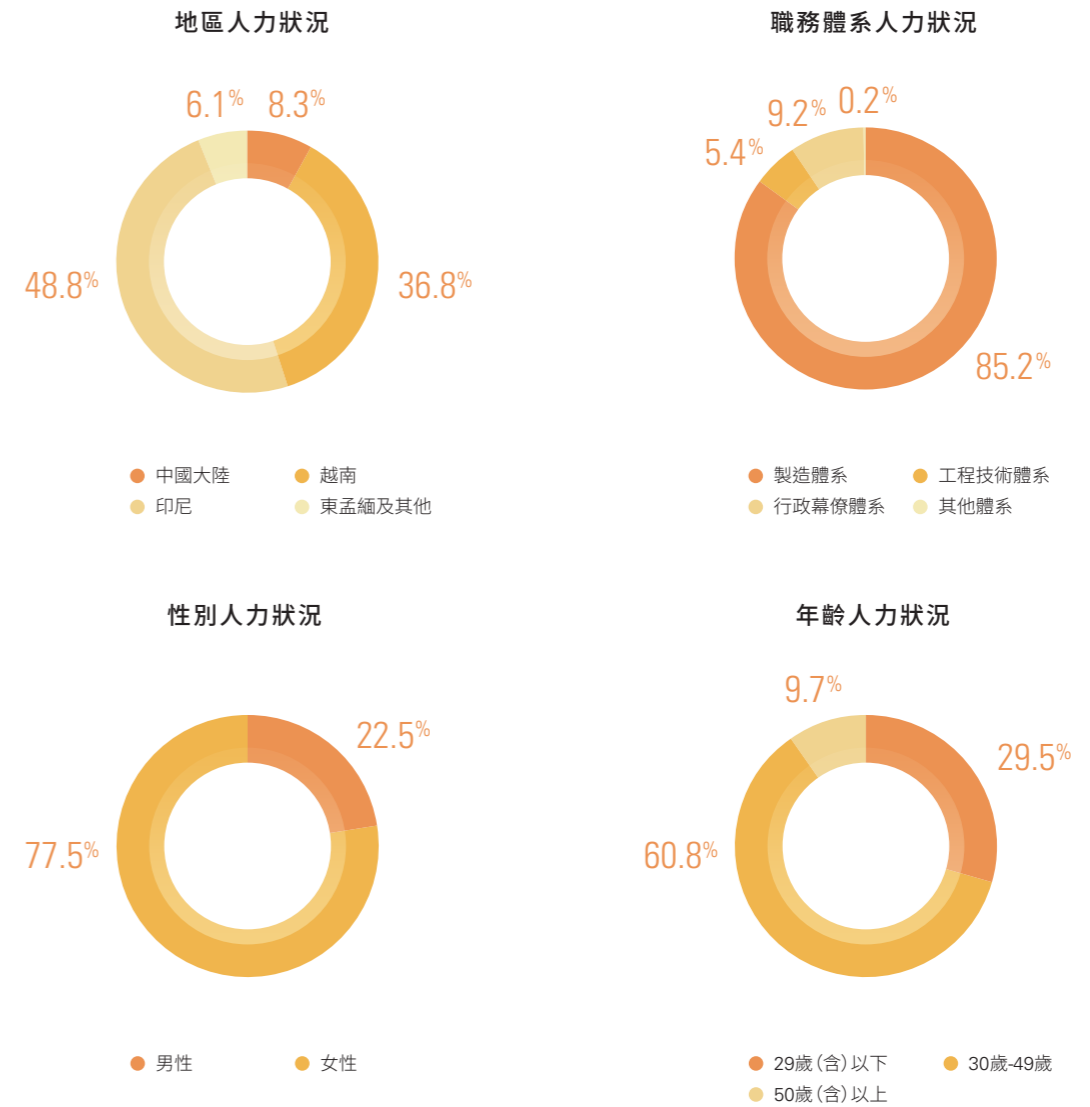 地區人力狀況
6.1%
8.3%
48.8%
36.8%
中國大陸
越南
印尼
東孟緬及其他
職務體系人力狀況
0.2%
9.2%
5.4%
85.2%
製造體系
工程技術體系
行政幕僚體系
其他體系
性別人力狀況
22.5%
77.5%
男性
女性
年齡人力狀況
9.7%
29.5%
60.8%
29歲(含)以下
30歲-49歲
50歲(含)以上